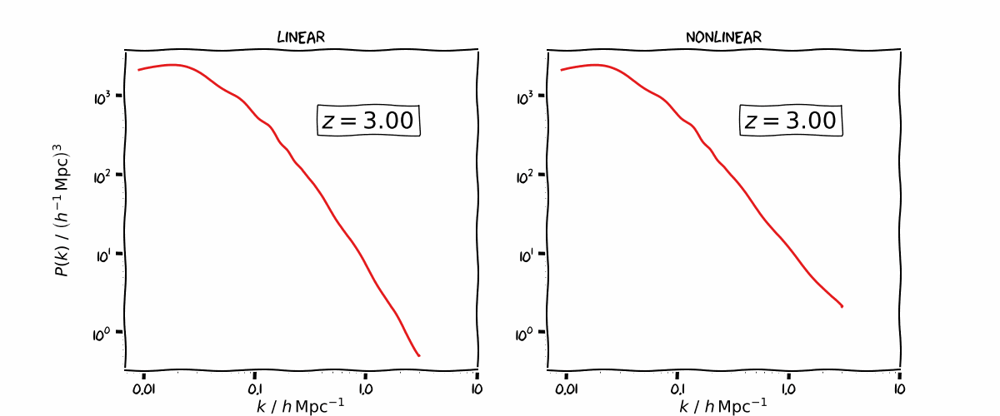 LINEAR
NONLINEAR
P(k) / (h⁻¹ Mpc)³
10³
10²
10¹
10⁰
z = 3.00
0.01 0.1 1.0 10
k / h Mpc⁻¹
10³
10²
10¹
10⁰
z = 3.00
0.01 0.1 1.0 10
k / h Mpc⁻¹